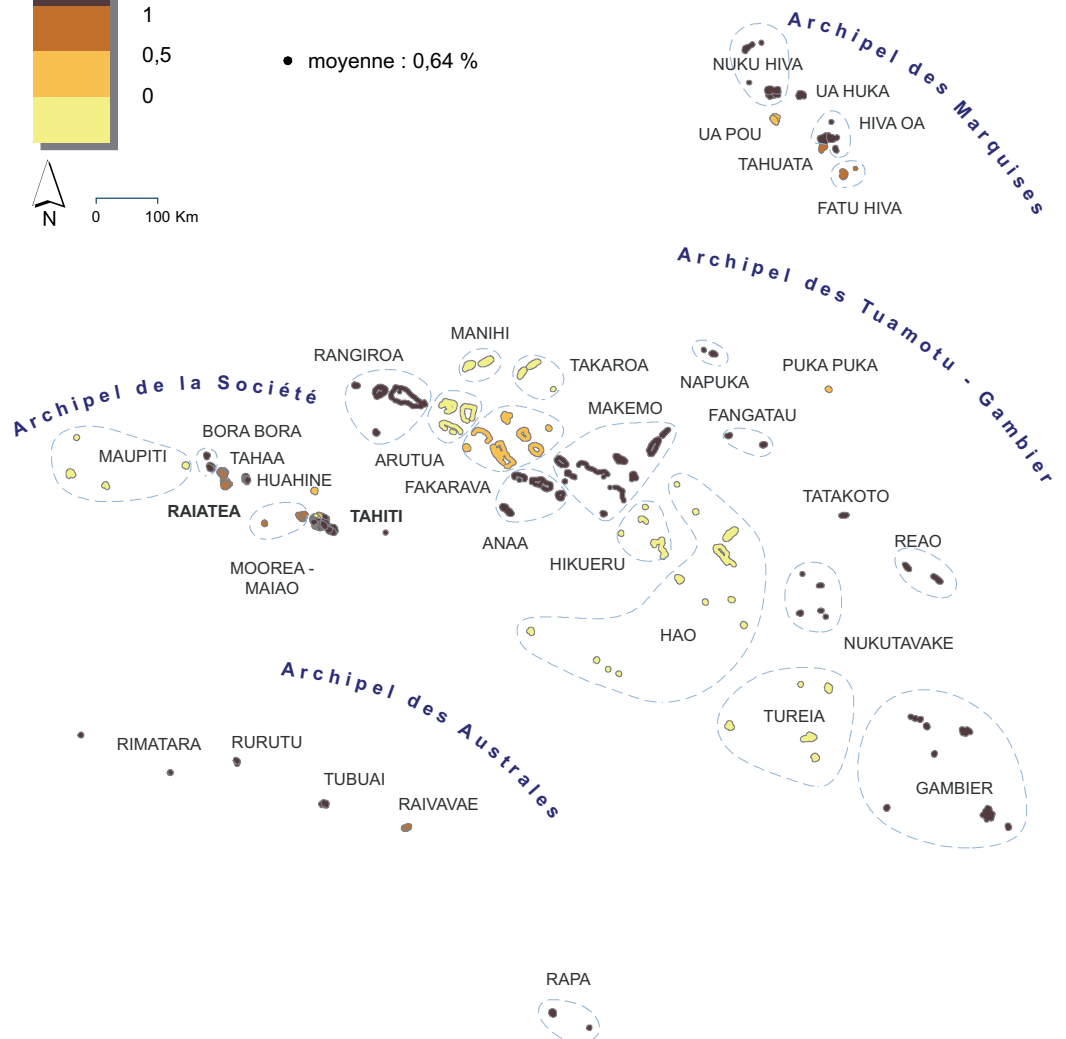 1
0,5
0
moyenne : 0,64 %
N
0 100 Km
Archipel des Marquises
NUKU HIVA
UA HUKA
UA POU
HIVA OA
TAHUATA
FATU HIVA
Archipel des Tuamotu - Gambier
MANIHI
RANGIROA
TAKAROA
NAPUKA
PUKA PUKA
Archipel de la Société
MAKEMO
FANGATAU
BORA BORA
MAUPITI
TAHAA
ARUTUA
HUAHINE
FAKARAVA
TATAKOTO
RAIATEA
TAHITI
ANAA
REAO
HIKUERU
MOOREA -
MAIAO
HAO
NUKUTAVAKE
Archipel des Australes
TUREIA
RIMATARA
RURUTU
TUBUAI
GAMBIER
RAIVAVAE
RAPA